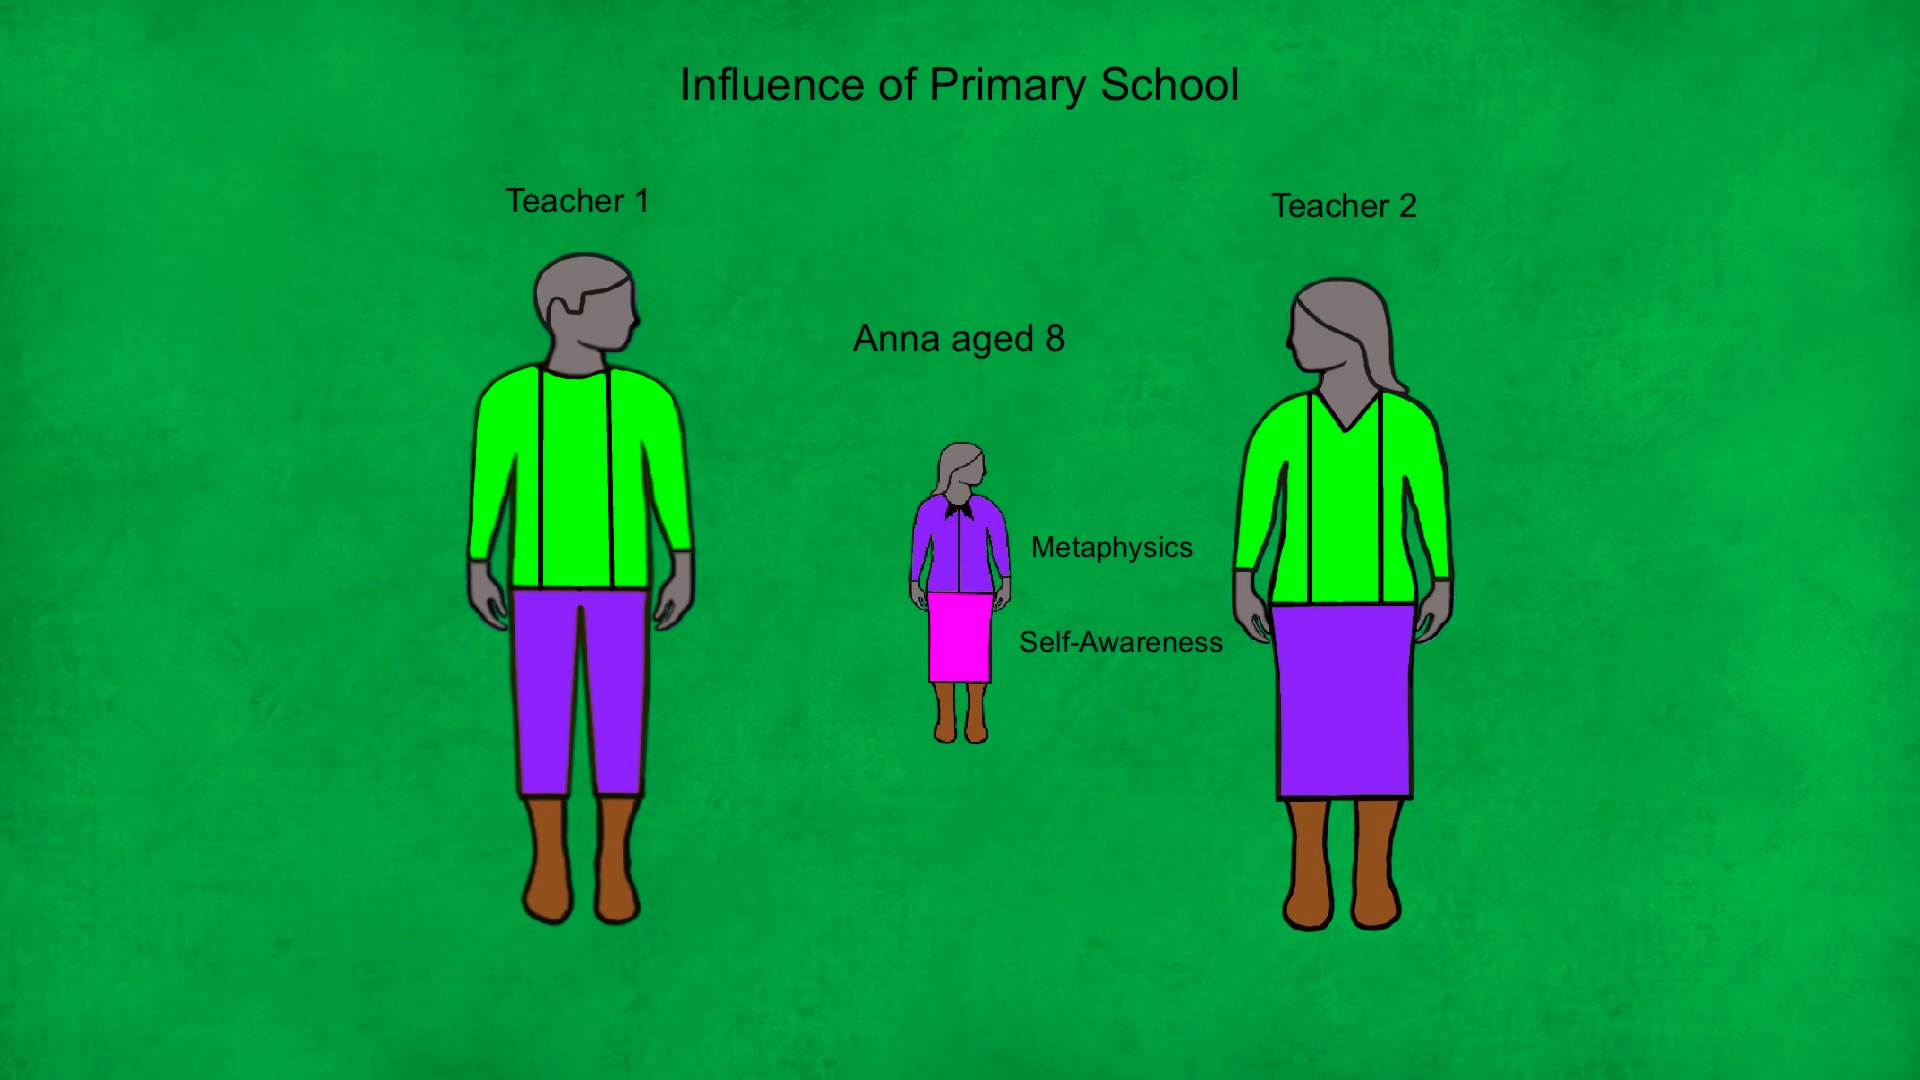 Influence of Primary School
Teacher 1
Teacher 2
Anna aged 8
Metaphysics
Self-Awareness